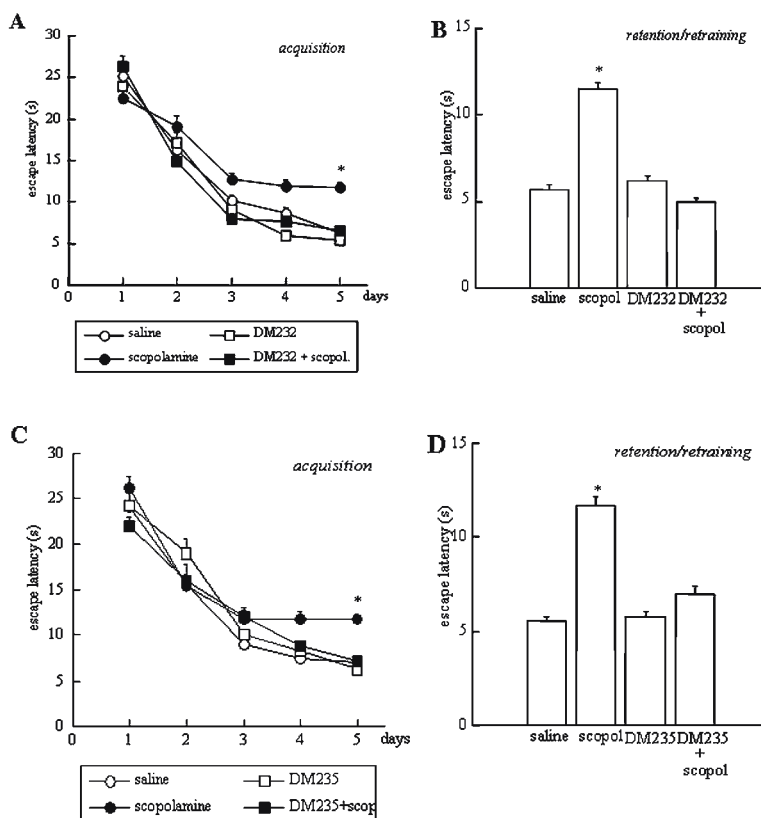 A
acquisition
30
25
20
15
10
5
0
escape latency (s)
*
0 1 2 3 4 5 days
saline DM232
scopolamine DM232 + scopol.
B
retention/retraining
15
10
5
0
escape latency (s)
*
saline scopol DM232 DM232
+
scopol
C
acquisition
30
25
20
15
10
5
0
escape latency (s)
*
0 1 2 3 4 5 days
saline DM235
scopolamine DM235+scop
D
retention/retraining
15
10
5
0
escape latency (s)
*
saline scopol DM235 DM235
+
scopol